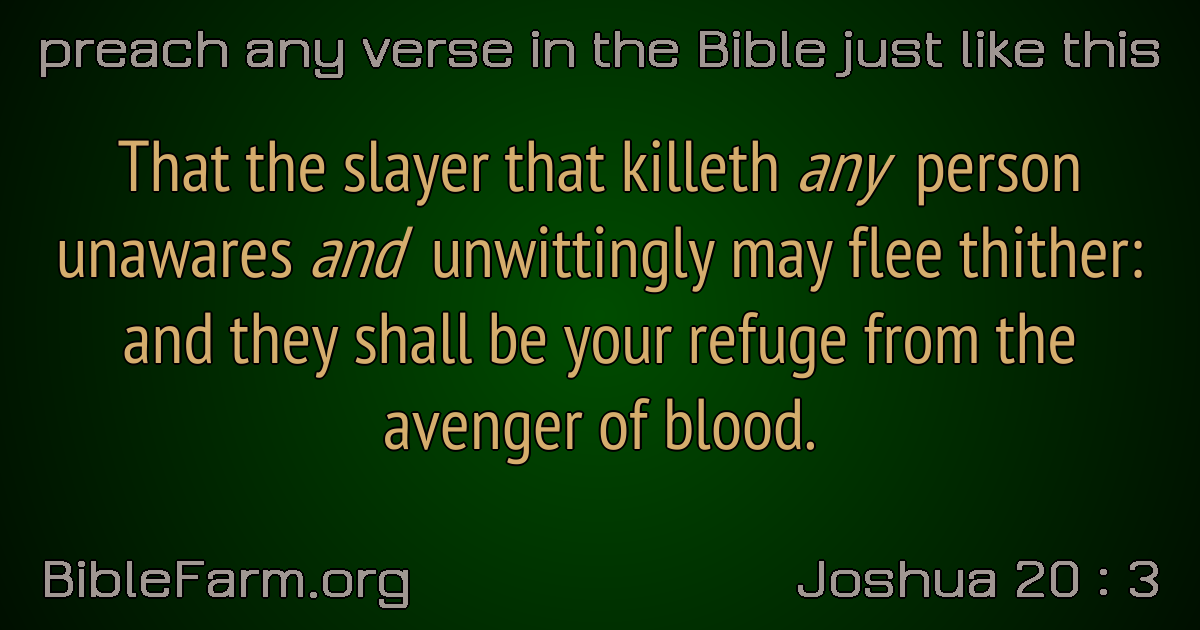 preach any verse in the Bible just like this
That the slayer that killeth any person
unawares and unwittingly may flee thither:
and they shall be your refuge from the
avenger of blood.
BibleFarm.org
Joshua 20 : 3